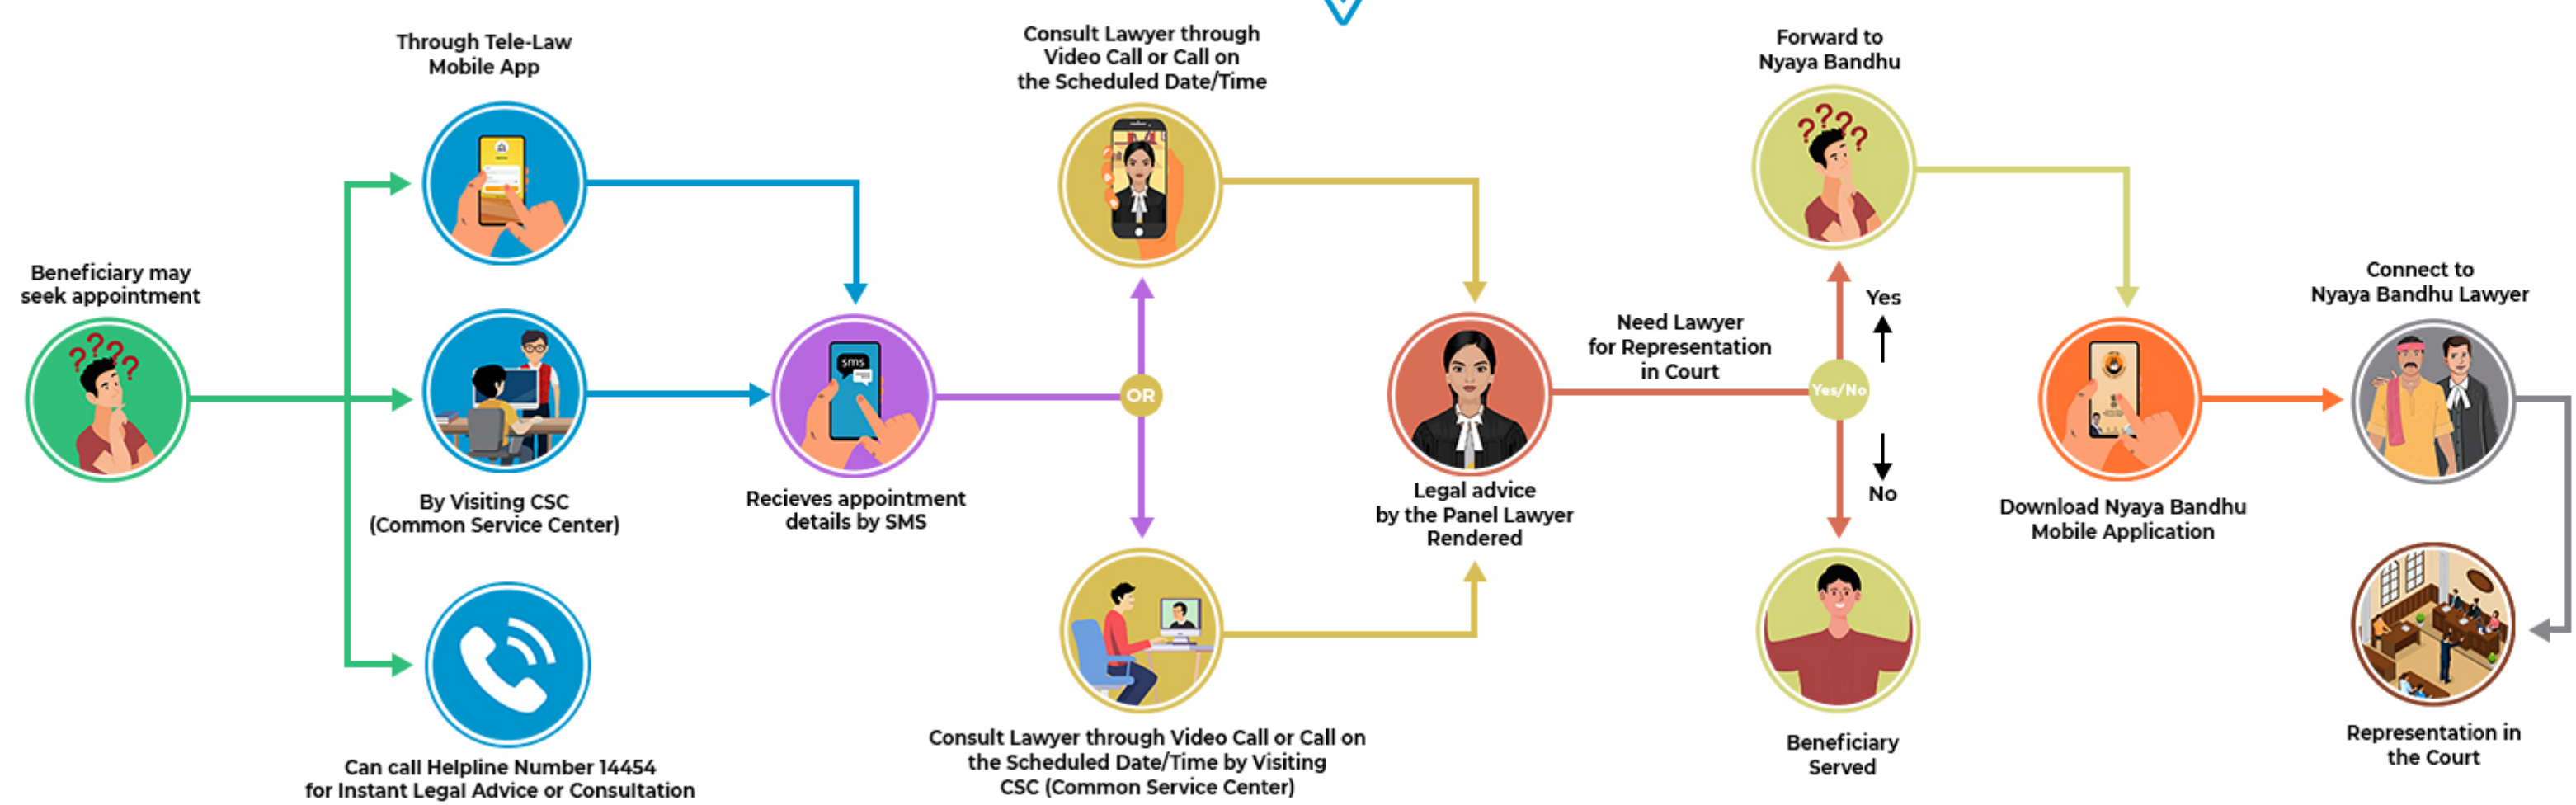 Through Tele-Law
Mobile App
Consult Lawyer through
Video Call or Call on
the Scheduled Date/Time
Forward to
Nyaya Bandhu
Beneficiary may
seek appointment
By Visiting CSC
(Common Service Center)
Can call Helpline Number 14454
for Instant Legal Advice or Consultation
sms
Recieves appointment
details by SMS
OR
Consult Lawyer through Video Call or Call on
the Scheduled Date/Time by Visiting
CSC (Common Service Center)
Legal advice
by the Panel Lawyer
Rendered
Need Lawyer
for Representation
in Court
Yes/No
Yes
No
Beneficiary
Served
Download Nyaya Bandhu
Mobile Application
Connect to
Nyaya Bandhu Lawyer
Representation in
the Court